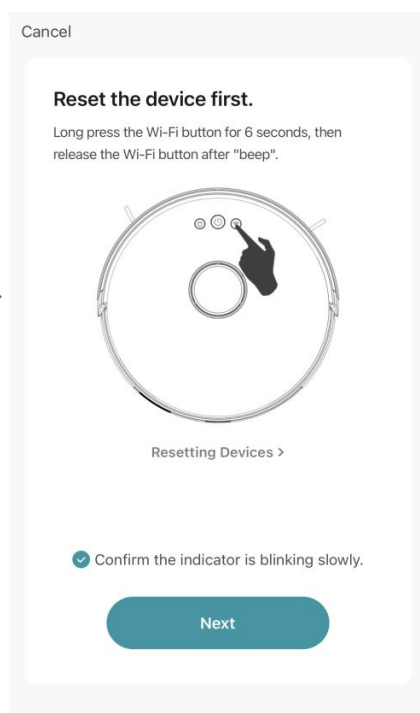 Cancel
Reset the device first.
Long press the Wi-Fi button for 6 seconds, then
release the Wi-Fi button after "beep".
Resetting Devices >
Confirm the indicator is blinking slowly.
Next